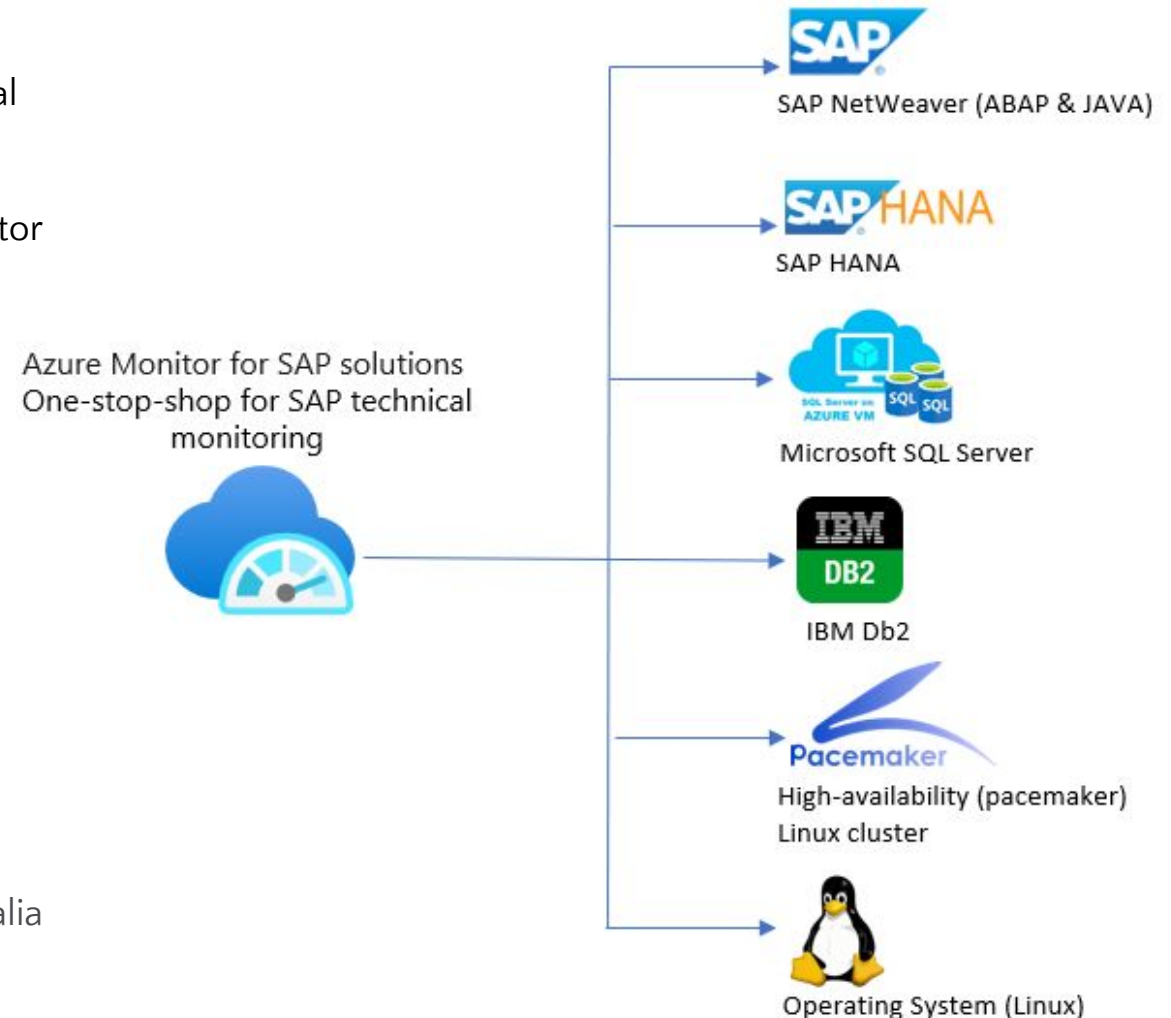 al
tor
Azure Monitor for SAP solutions
One-stop-shop for SAP technical
monitoring
alia
SAP
SAP NetWeaver (ABAP & JAVA)
SAP HANA
SAP HANA
SQL Server on
AZURE VM
SQL
SQL
Microsoft SQL Server
IBM
DB2
IBM Db2
Pacemaker
High-availability (pacemaker)
Linux cluster
Operating System (Linux)